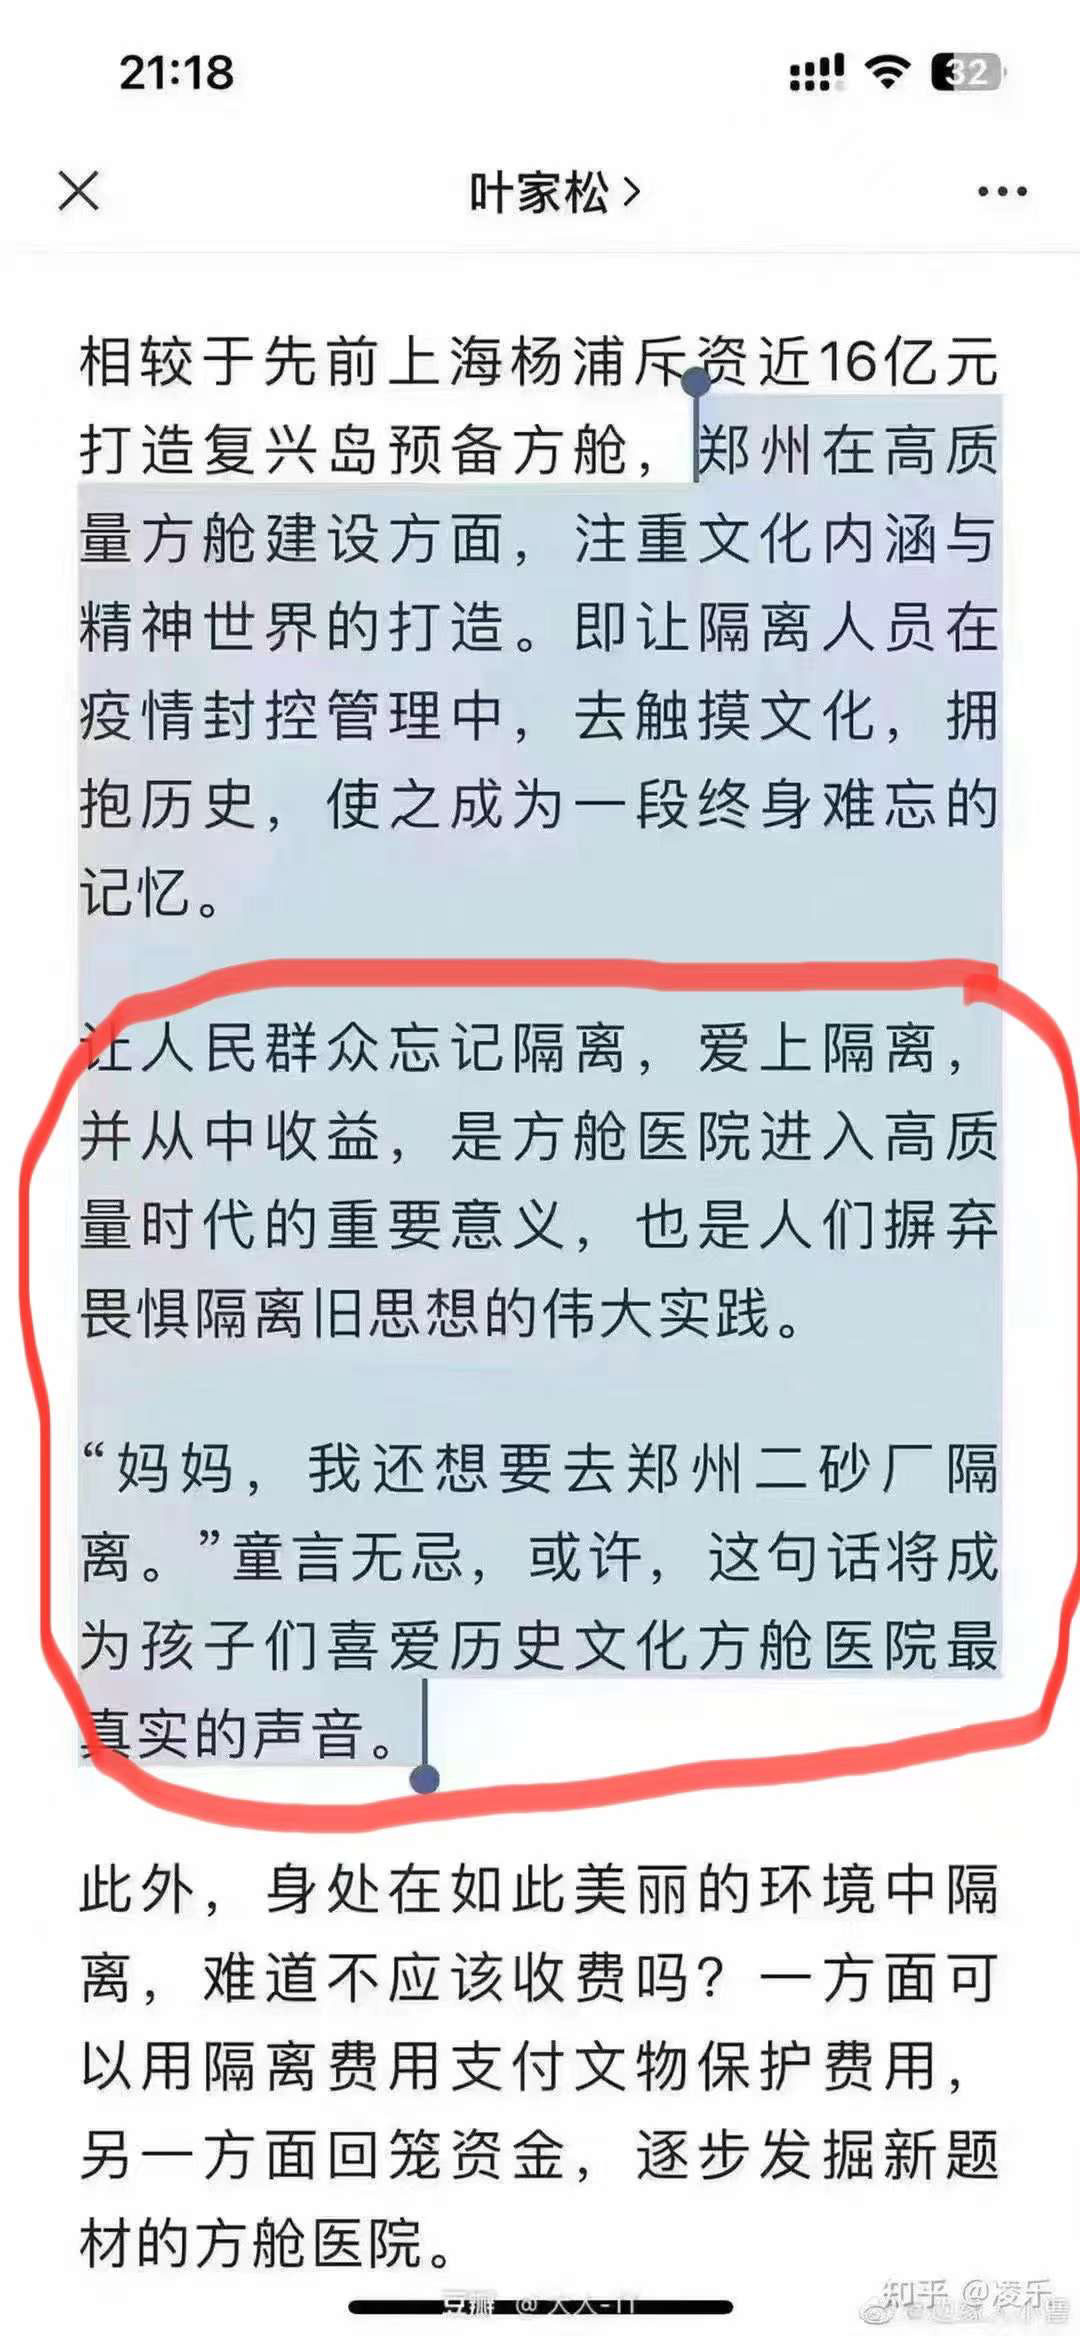 21:18
32
叶家松
相较于先前上海杨浦斥资近16亿元
打造复兴岛预备方舱，郑州在高质
量方舱建设方面，注重文化内涵与
精神世界的打造。即让隔离人员在
疫情封控管理中，去触摸文化，拥
抱历史，使之成为一段终身难忘的
记忆。
让人民群众忘记隔离，爱上隔离，
并从中收益，是方舱医院进入高质
量时代的重要意义，也是人们摒弃
畏惧隔离旧思想的伟大实践。
“妈妈，我还想要去郑州二砂厂隔
离。”童言无忌，或许，这句话将成
为孩子们喜爱历史文化方舱医院最
真实的声音。
此外，身处在如此美丽的环境中隔
离，难道不应该收费吗？一方面可
以用隔离费用支付文物保护费用，
另一方面回笼资金，逐步发掘新题
材的方舱医院。
知乎 @凌乐
豆瓣